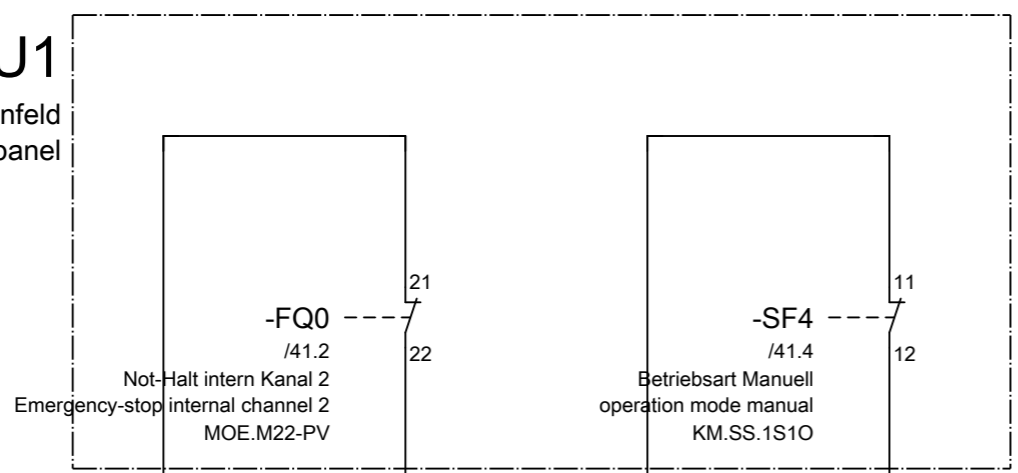 U1
nfeld
panel
21
-FQ0
/41.2
22
Not-Halt intern Kanal 2
Emergency-stop internal channel 2
MOE.M22-PV
11
-SF4
/41.4
12
Betriebsart Manuell
operation mode manual
KM.SS.1S1O